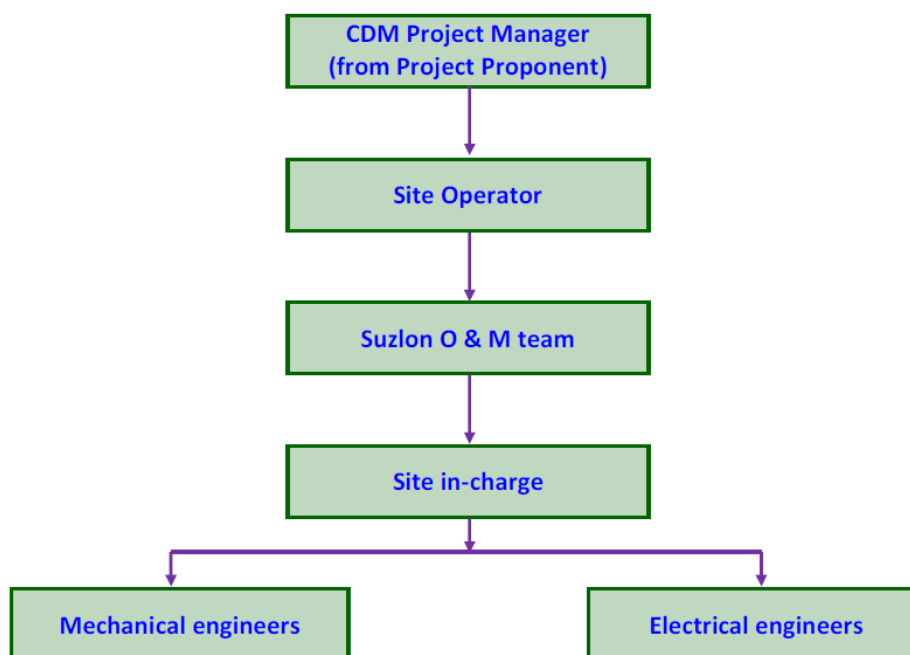 CDM Project Manager
(from Project Proponent)
Site Operator
Suzlon O & M team
Site in-charge
Mechanical engineers
Electrical engineers